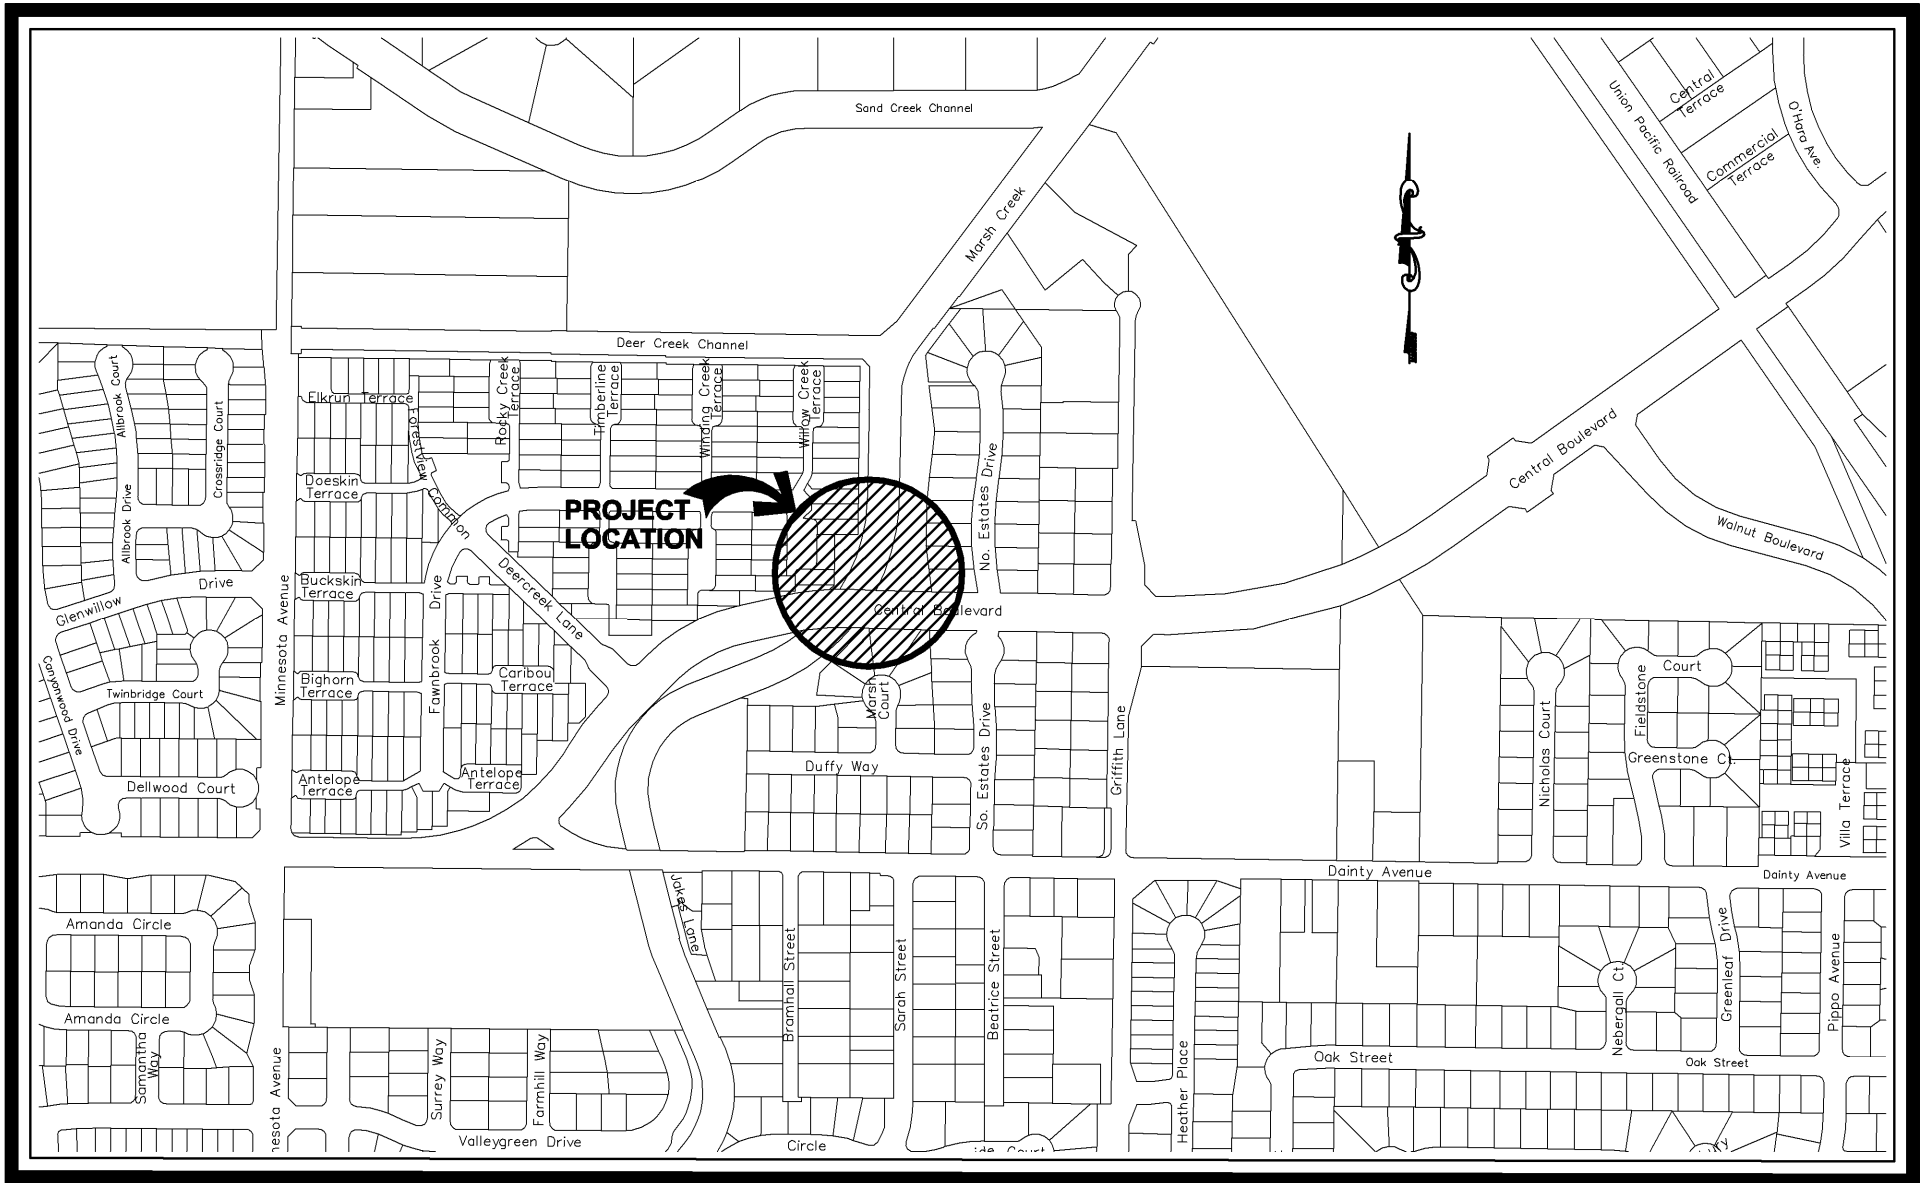 Sand Creek Channel
Central
Terrace
Union Pacific Railroad
O'Hara Ave.
Commercial
Terrace
Marsh Creek
Deer Creek Channel
Allbrook Court
Crossridge Court
Elkrun Terrace
Forestview Common
Rocky Creek
Terrace
Timberline
Terrace
Winding Creek
Terrace
Willow Creek
Terrace
No. Estates Drive
Central Boulevard
Walnut Boulevard
Doeskin
Terrace
Allbrook Drive
PROJECT
LOCATION
Deercreek Lane
Buckskin
Terrace
Drive
Glenwillow
Minnesota Avenue
Fawnbrook Drive
Central Boulevard
Canyonwood Drive
Twinbridge Court
Bighorn
Terrace
Caribou
Terrace
Marsh
Court
Fieldstone
Court
Nicholas Court
Griffith Lane
So. Estates Drive
Duffy Way
Greenstone Ct.
Villa Terrace
Dellwood Court
Antelope
Terrace
Antelope
Terrace
Dainty Avenue
Dainty Avenue
Jakes Lane
Amanda Circle
Bramhall Street
Sarah Street
Beatrice Street
Greenleaf Drive
Pippo Avenue
Nebergall Ct.
Amanda Circle
Samantha
Way
nesota Avenue
Surrey Way
Farmhill Way
Heather Place
Oak Street
Oak Street
Valleygreen Drive
Circle
ide Court